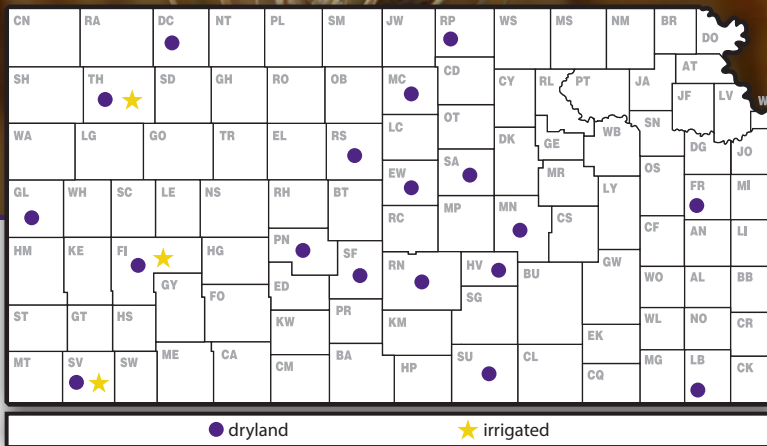 CN RA DC NT PL SM JW RP WS MS NM BR DO
SH TH SD GH RO OB MC CD CY RL PT JA AT
JF LV W
WA LG GO TR EL RS LC OT DK GE WB SN DG JO
GL WH SC LE NS RH BT EW SA MR LY OS FR MI
RC MP MN CS
HM KE FI HG PN SF RN HV BU GW CF AN LI
GY FO ED SG WO AL BB
ST GT HS KW PR KM EK WL NO CR
MT SV SW ME CA CM BA HP SU CL CQ MG LB CK
dryland irrigated